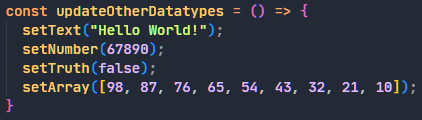 const updateOtherDatatypes = () => {
setText("Hello World!");
setNumber(67890);
setTruth(false);
setArray([98, 87, 76, 65, 54, 43, 32, 21, 10]);
}